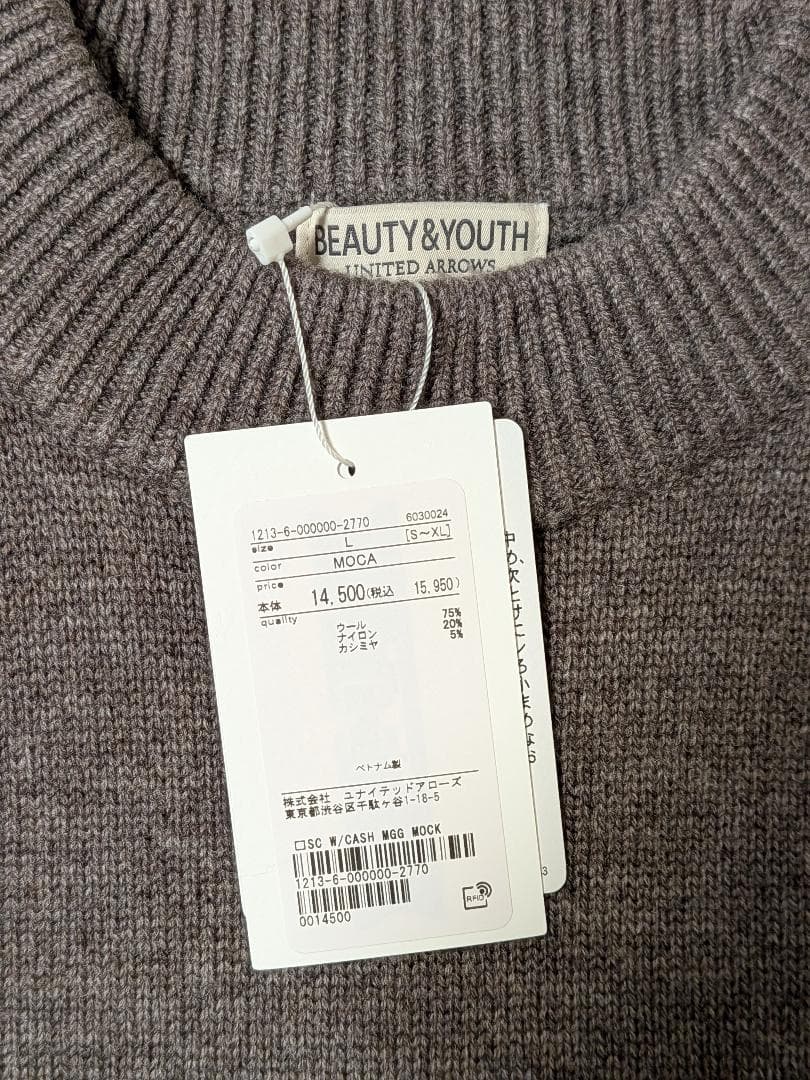 BEAUTY&YOUTH
UNITED ARROWS
1213-6-000000-2770 6030024
size L [S～XL]
color MOCA
price
本体 14,500(税込 15,950)
quality
ウール 75%
ナイロン 20%
カシミヤ 5%
ベトナム製
株式会社 ユナイテッドアローズ
東京都渋谷区千駄ヶ谷1-18-5
□SC W/CASH MGG MOCK
1213-6-000000-2770
0014500
RFID
3